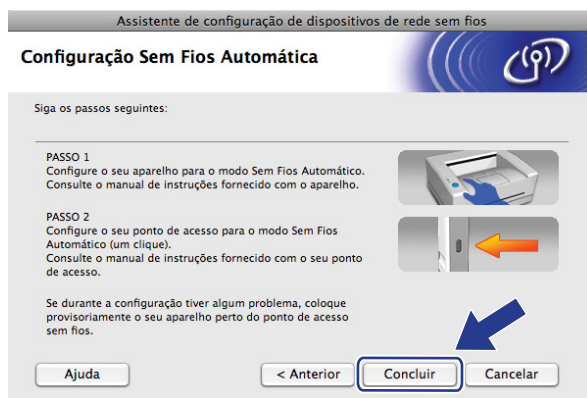 Assistente de configuração de dispositivos de rede sem fios
Configuração Sem Fios Automática
Siga os passos seguintes:
PASSO 1
Configure o seu aparelho para o modo Sem Fios Automático.
Consulte o manual de instruções fornecido com o aparelho.
PASSO 2
Configure o seu ponto de acesso para o modo Sem Fios
Automático (um clique).
Consulte o manual de instruções fornecido com o seu ponto
de acesso.
Se durante a configuração tiver algum problema, coloque
provisoriamente o seu aparelho perto do ponto de acesso
sem fios.
Ajuda
< Anterior
Concluir
Cancelar